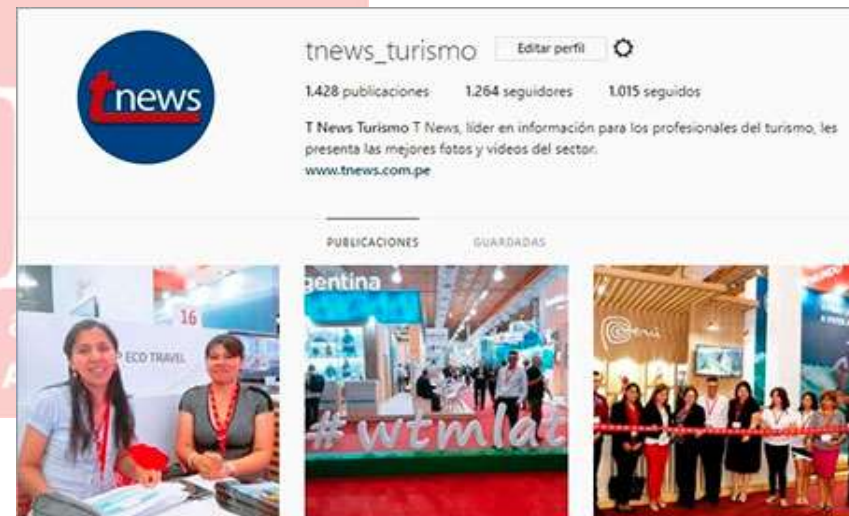 tnews
tnews_turismo
Editar perfil
1.428 publicaciones 1.264 seguidores 1.015 seguidos
T News Turismo T News, líder en información para los profesionales del turismo, les
presenta las mejores fotos y videos del sector.
www.tnews.com.pe
PUBLICACIONES GUARDADAS
16
P ECO TRAVEL
gentina
#wtmlat
Perú
MUNDO